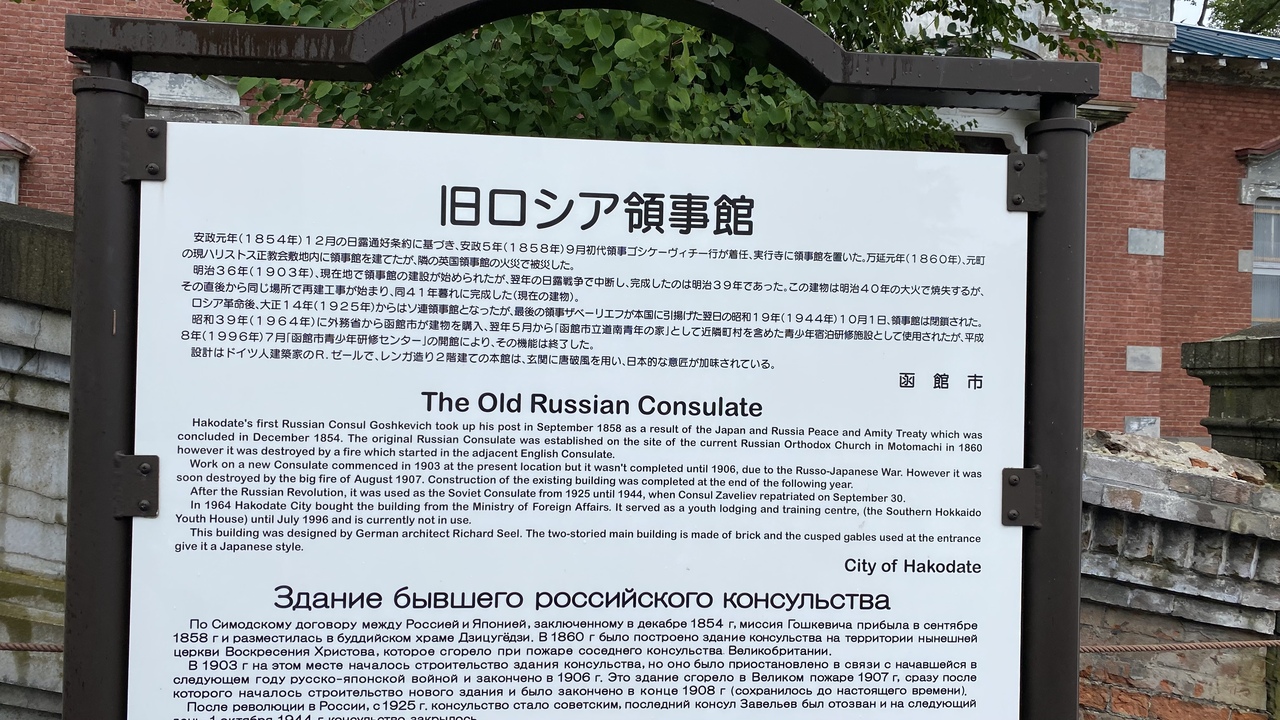 旧ロシア領事館
安政元年(1854年)12月の日露通好条約に基づき、安政5年(1858年)9月初代領事ゴシケーヴィチ一行が着任、実行寺に領事館を置いた。万延元年(1860年)、元町
の現ハリストス正教会敷地内に領事館を建てたが、隣の英国領事館の火災で被災した。
明治36年(1903年)、現在地で領事館の建設が始められたが、翌年の日露戦争で中断し、完成したのは明治39年であった。この建物は明治40年の大火で焼失するが、
その直後から同じ場所で再建工事が始まり、同41年暮れに完成した(現在の建物)。
ロシア革命後、大正14年(1925年)からはソ連領事館となったが、最後の領事ザベーリエフが本国に引揚げた翌日の昭和19年(1944年)10月1日、領事館は閉鎖された。
昭和39年(1964年)に外務省から函館市が建物を購入、翌年5月から「函館市立道南青年の家」として近隣町村を含めた青少年宿泊研修施設として使用されたが、平成
8年(1996年)7月「函館市青少年研修センター」の開館により、その機能は終了した。
設計はドイツ人建築家のR.ゼールで、レンガ造り2階建ての本館は、玄関に唐破風を用い、日本的な意匠が加味されている。
函館市
The Old Russian Consulate
Hakodate's first Russian Consul Goshkevich took up his post in September 1858 as a result of the Japan and Russia Peace and Amity Treaty which was
concluded in December 1854. The original Russian Consulate was established on the site of the current Russian Orthodox Church in Motomachi in 1860
however it was destroyed by a fire which started in the adjacent English Consulate.
Work on a new Consulate commenced in 1903 at the present location but it wasn't completed until 1906, due to the Russo-Japanese War. However it was
soon destroyed by the big fire of August 1907. Construction of the existing building was completed at the end of the following year.
After the Russian Revolution, it was used as the Soviet Consulate from 1925 until 1944, when Consul Zaveliev repatriated on September 30.
In 1964 Hakodate City bought the building from the Ministry of Foreign Affairs. It served as a youth lodging and training centre, (the Southern Hokkaido
Youth House) until July 1996 and is currently not in use.
This building was designed by German architect Richard Seel. The two-storied main building is made of brick and the cusped gables used at the entrance
give it a Japanese style.
City of Hakodate
Здание бывшего российского консульства
По Симодскому договору между Россией и Японией, заключенному в декабре 1854 г, миссия Гошкевича прибыла в сентябре
1858 г и разместилась в буддийском храме Дзицугёдзи. В 1860 г было построено здание консульства на территории нынешней
церкви Воскресения Христова, которое сгорело при пожаре соседнего консульства Великобритании.
В 1903 г на этом месте началось строительство здания консульства, но оно было приостановлено в связи с начавшейся в
следующем году русско-японской войной и закончено в 1906 г. Это здание сгорело в Великом пожаре 1907 г, сразу после
которого началось строительство нового здания и было закончено в конце 1908 г (сохранилось до настоящего времени).
После революции в России, с 1925 г. консульство стало советским, последний консул Завельев был отозван и на следующий
день 1 октября 1944 г консульство закрылось.